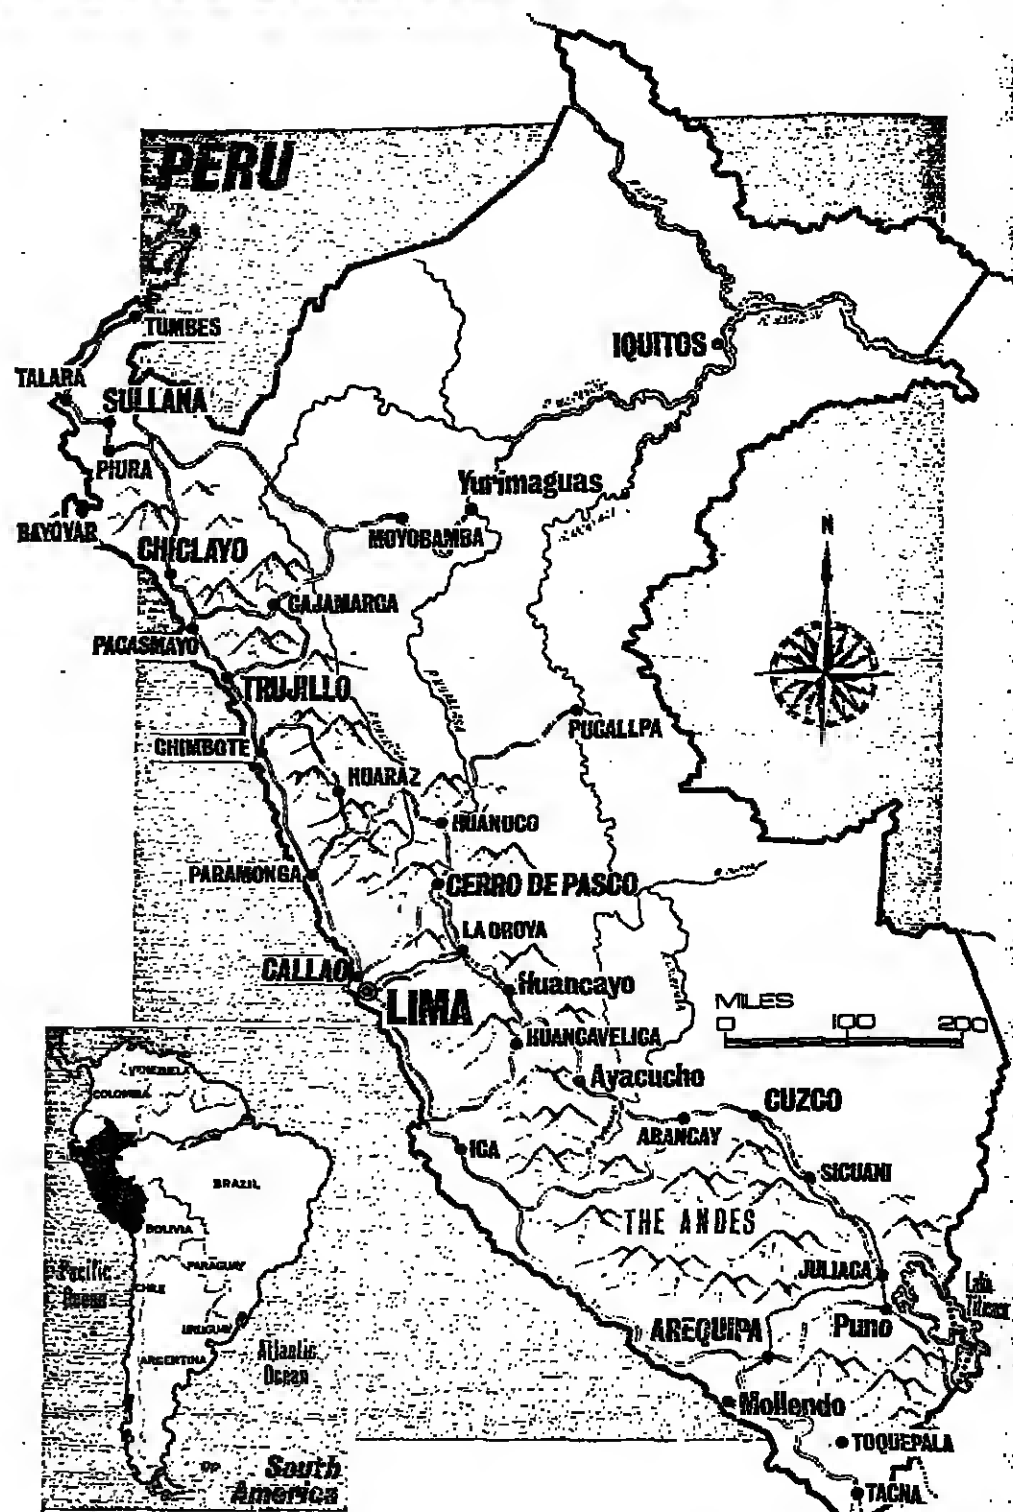 PERU
TUMBES
IQUITOS
TALARA
SULLANA
PIURA
Yurimaguas
BAYOVAR
MOYOBAMBA
N
CHICLAYO
CAJAMARCA
PACASMAYO
TRUJILLO
PUCALLPA
CHIMBOTE
HUARAZ
HUANUCO
PARAMONGA
CERRO DE PASCO
LA OROYA
CALLAO
Huancayo
LIMA
MILES
0 100 200
HUANCAVELICA
Ayacucho
CUZCO
ABANCAY
ICA
SICUANI
THE ANDES
JULIACA
Lake
AREQUIPA
Puno
Mollendo
TOQUEPALA
TACNA
VENEZUELA
COLOMBIA
BRAZIL
BOLIVIA
Pacific
Ocean
PARAGUAY
CHILE
URUGUAY
ARGENTINA
Atlantic
Ocean
South
America